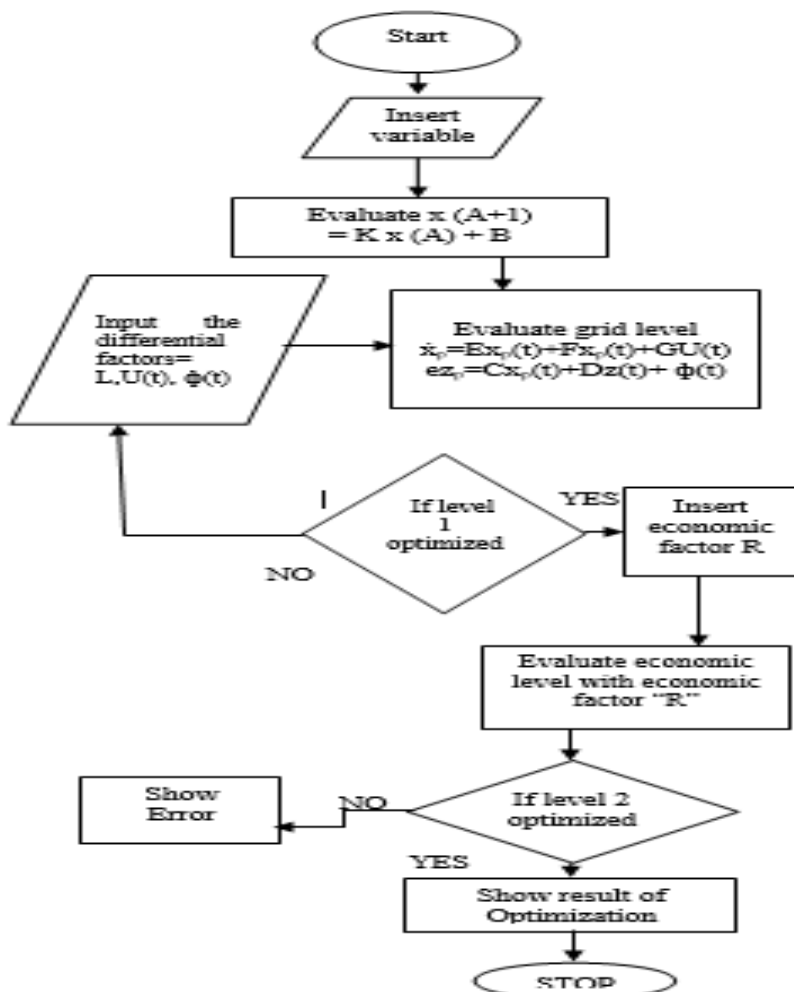 Start
Insert
variable
Evaluate x (A+1)
= K x (A) + B
Input the
differential
factors=
L,U(t), ф(t)
Evaluate grid level
ẋₚ=Exₚ(t)+Fxₚ(t)+GU(t)
ezₚ=Cxₚ(t)+Dz(t)+ ф(t)
If level
1
optimized
YES
NO
Insert
economic
factor R
Evaluate economic
level with economic
factor "R"
If level 2
optimized
NO
Show
Error
YES
Show result of
Optimization
STOP